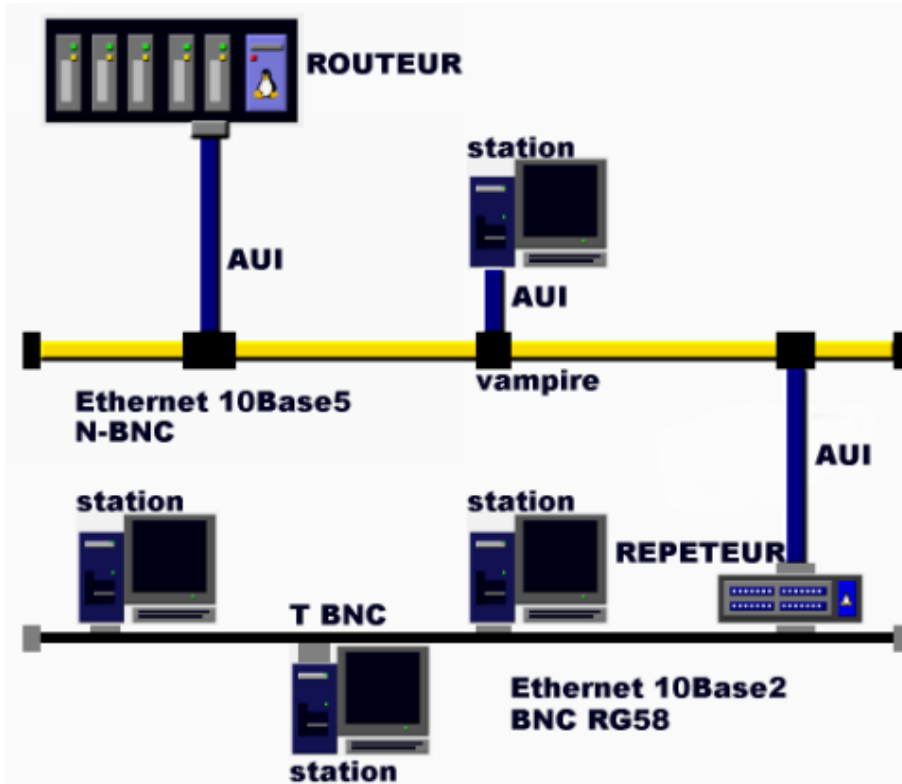 ROUTEUR
station
AUI
AUI
vampire
Ethernet 10Base5
N-BNC
AUI
station
station
REPETEUR
T BNC
Ethernet 10Base2
BNC RG58
station